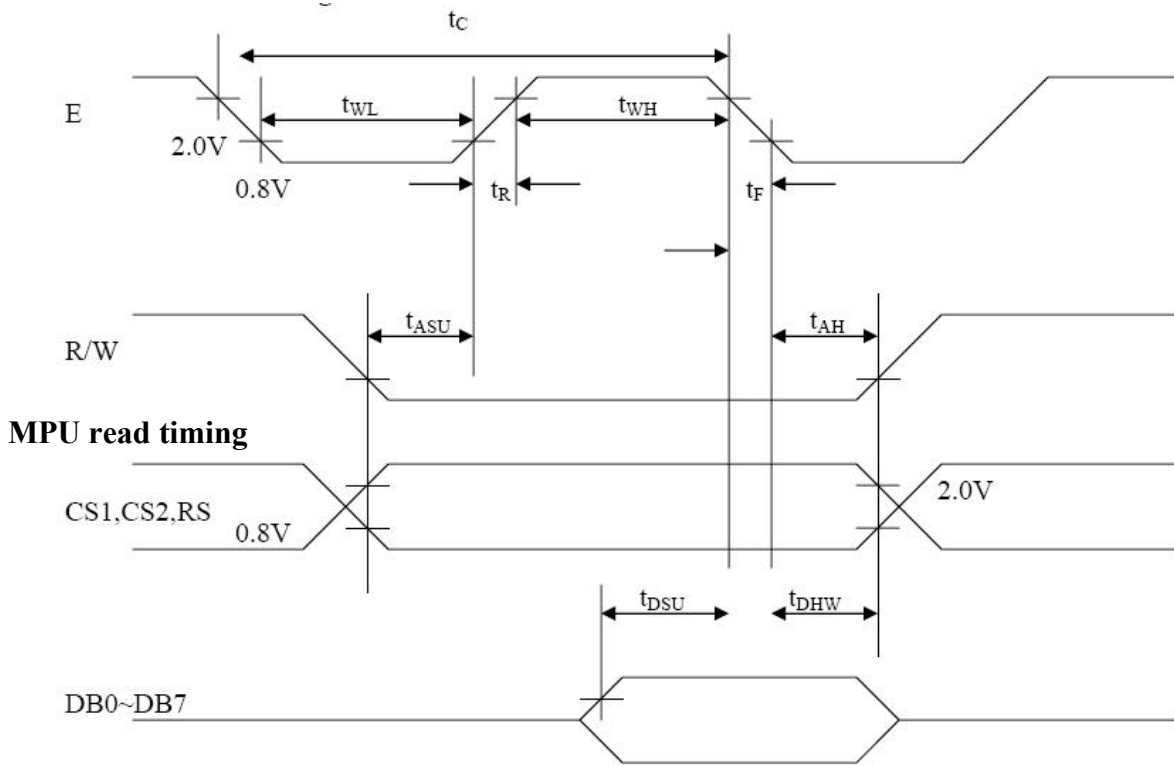 tC
E
tWL
tWH
2.0V
0.8V
tR
tF
tASU
tAH
R/W
MPU read timing
CS1,CS2,RS
0.8V
2.0V
tDSU
tDHW
DB0~DB7